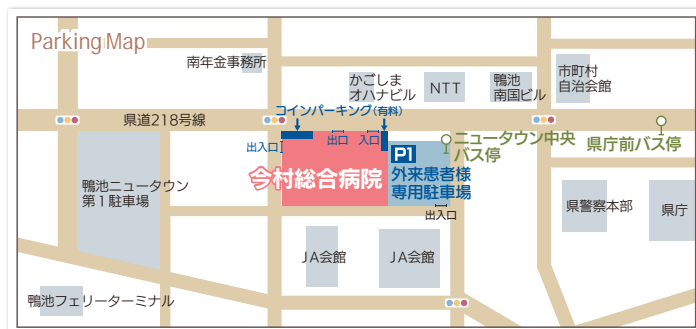 Parking Map
南年金事務所
かごしま
オハナビル
NTT
鴨池
南国ビル
市町村
自治会館
コインパーキング(有料)
県道218号線
出入口
出口
入口
ニュータウン中央
バス停
県庁前バス停
P1
今村総合病院
外来患者様
専用駐車場
鴨池ニュータウン
第1駐車場
出入口
県警察本部
県庁
JA会館
JA会館
鴨池フェリーターミナル